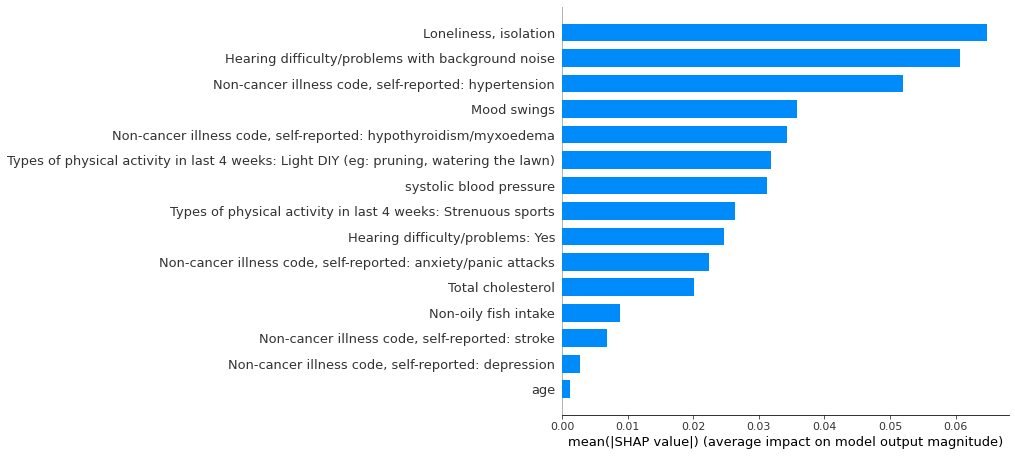 Loneliness, isolation
Hearing difficulty/problems with background noise
Non-cancer illness code, self-reported: hypertension
Mood swings
Non-cancer illness code, self-reported: hypothyroidism/myxoedema
Types of physical activity in last 4 weeks: Light DIY (eg: pruning, watering the lawn)
systolic blood pressure
Types of physical activity in last 4 weeks: Strenuous sports
Hearing difficulty/problems: Yes
Non-cancer illness code, self-reported: anxiety/panic attacks
Total cholesterol
Non-oily fish intake
Non-cancer illness code, self-reported: stroke
Non-cancer illness code, self-reported: depression
age
0.00 0.01 0.02 0.03 0.04 0.05 0.06
mean(|SHAP value|) (average impact on model output magnitude)